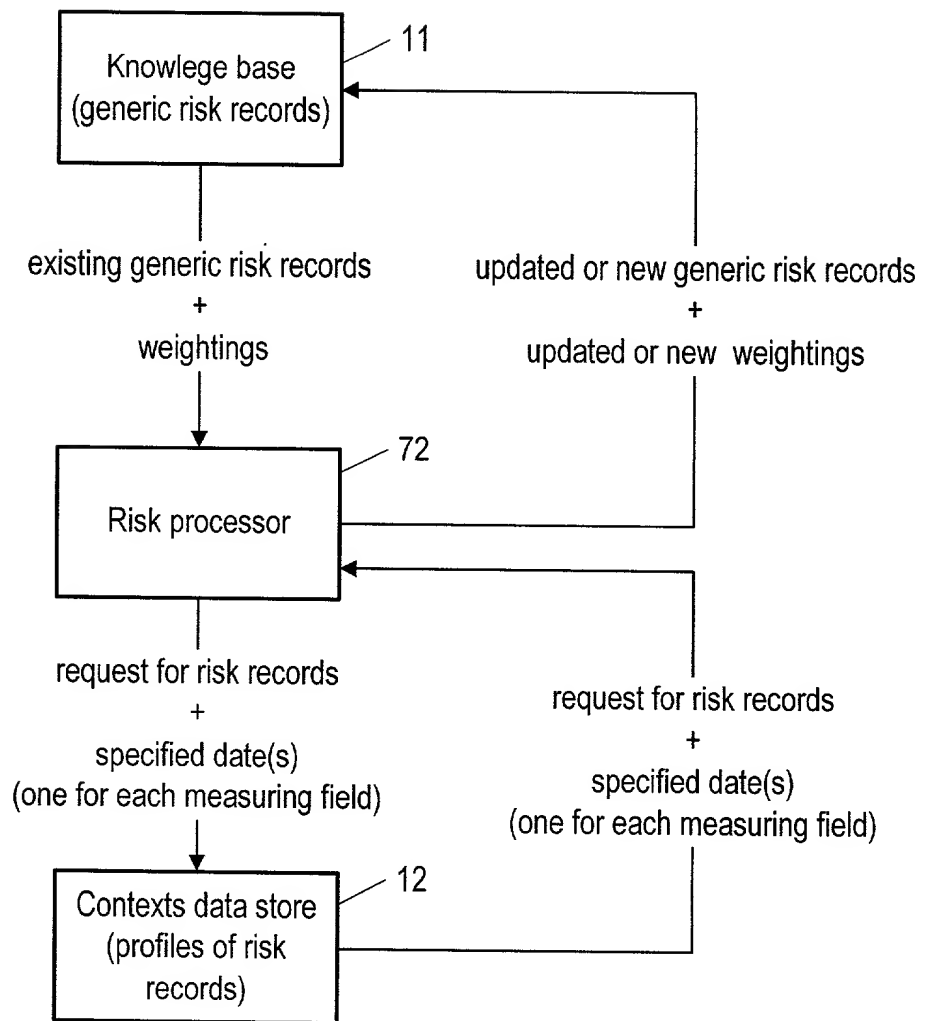 11
Knowlege base
(generic risk records)
existing generic risk records
+
weightings
updated or new generic risk records
+
updated or new weightings
72
Risk processor
request for risk records
+
specified date(s)
(one for each measuring field)
request for risk records
+
specified date(s)
(one for each measuring field)
12
Contexts data store
(profiles of risk
records)